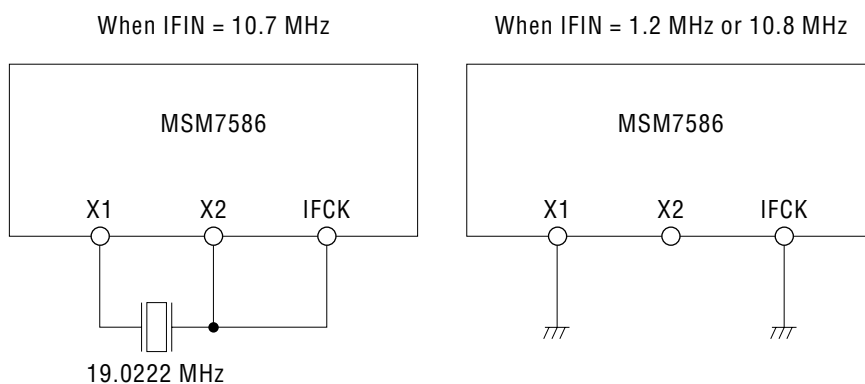 When IFIN = 10.7 MHz
MSM7586
X1 X2 IFCK
19.0222 MHz
When IFIN = 1.2 MHz or 10.8 MHz
MSM7586
X1 X2 IFCK